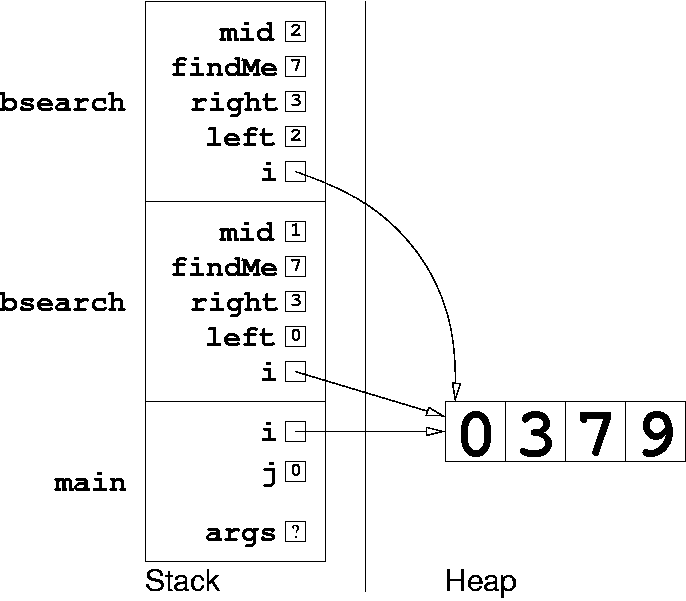 mid 2
findMe 7
bsearch right 3
left 2
i
mid 1
findMe 7
bsearch right 3
left 0
i
i
0 3 7 9
j 0
main
args ?
Stack Heap